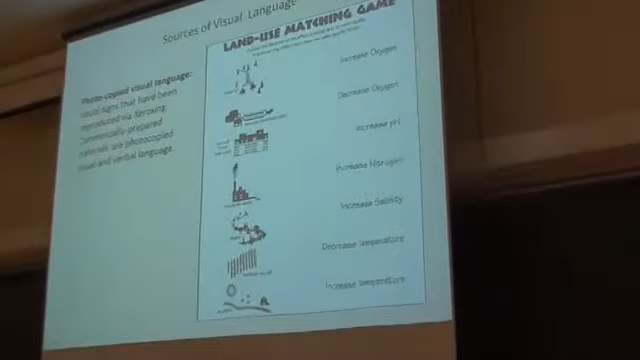 Sources of Visual Language
Photo-copied visual language:
visual signs that have been
reproduced via Xeroxing.
Commercially-prepared
materials are photocopied
visual and verbal language.
LAND-USE MATCHING GAME
Increase Oxygen
Decrease Oxygen
Increase pH
Increase Nitrogen
Increase Salinity
Decrease Temperature
Increase Temperature